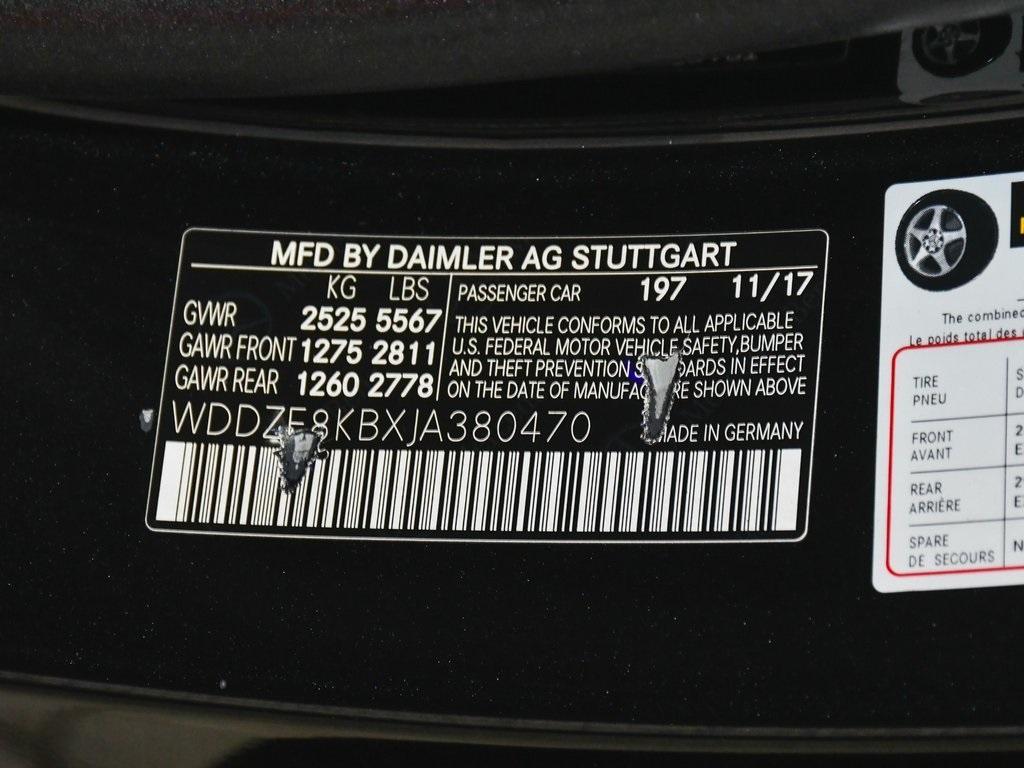 MFD BY DAIMLER AG STUTTGART
KG LBS
GVWR 2525 5567
GAWR FRONT 1275 2811
GAWR REAR 1260 2778
PASSENGER CAR 197 11/17
THIS VEHICLE CONFORMS TO ALL APPLICABLE
U.S. FEDERAL MOTOR VEHICLE SAFETY, BUMPER
AND THEFT PREVENTION IN EFFECT
ON THE DATE OF SHOWN ABOVE
WDDZF8KBXJA380470
MADE IN GERMANY
The combined
Le poids total des
TIRE
PNEU
FRONT
AVANT
REAR
ARRIÈRE
SPARE
DE SECOURS